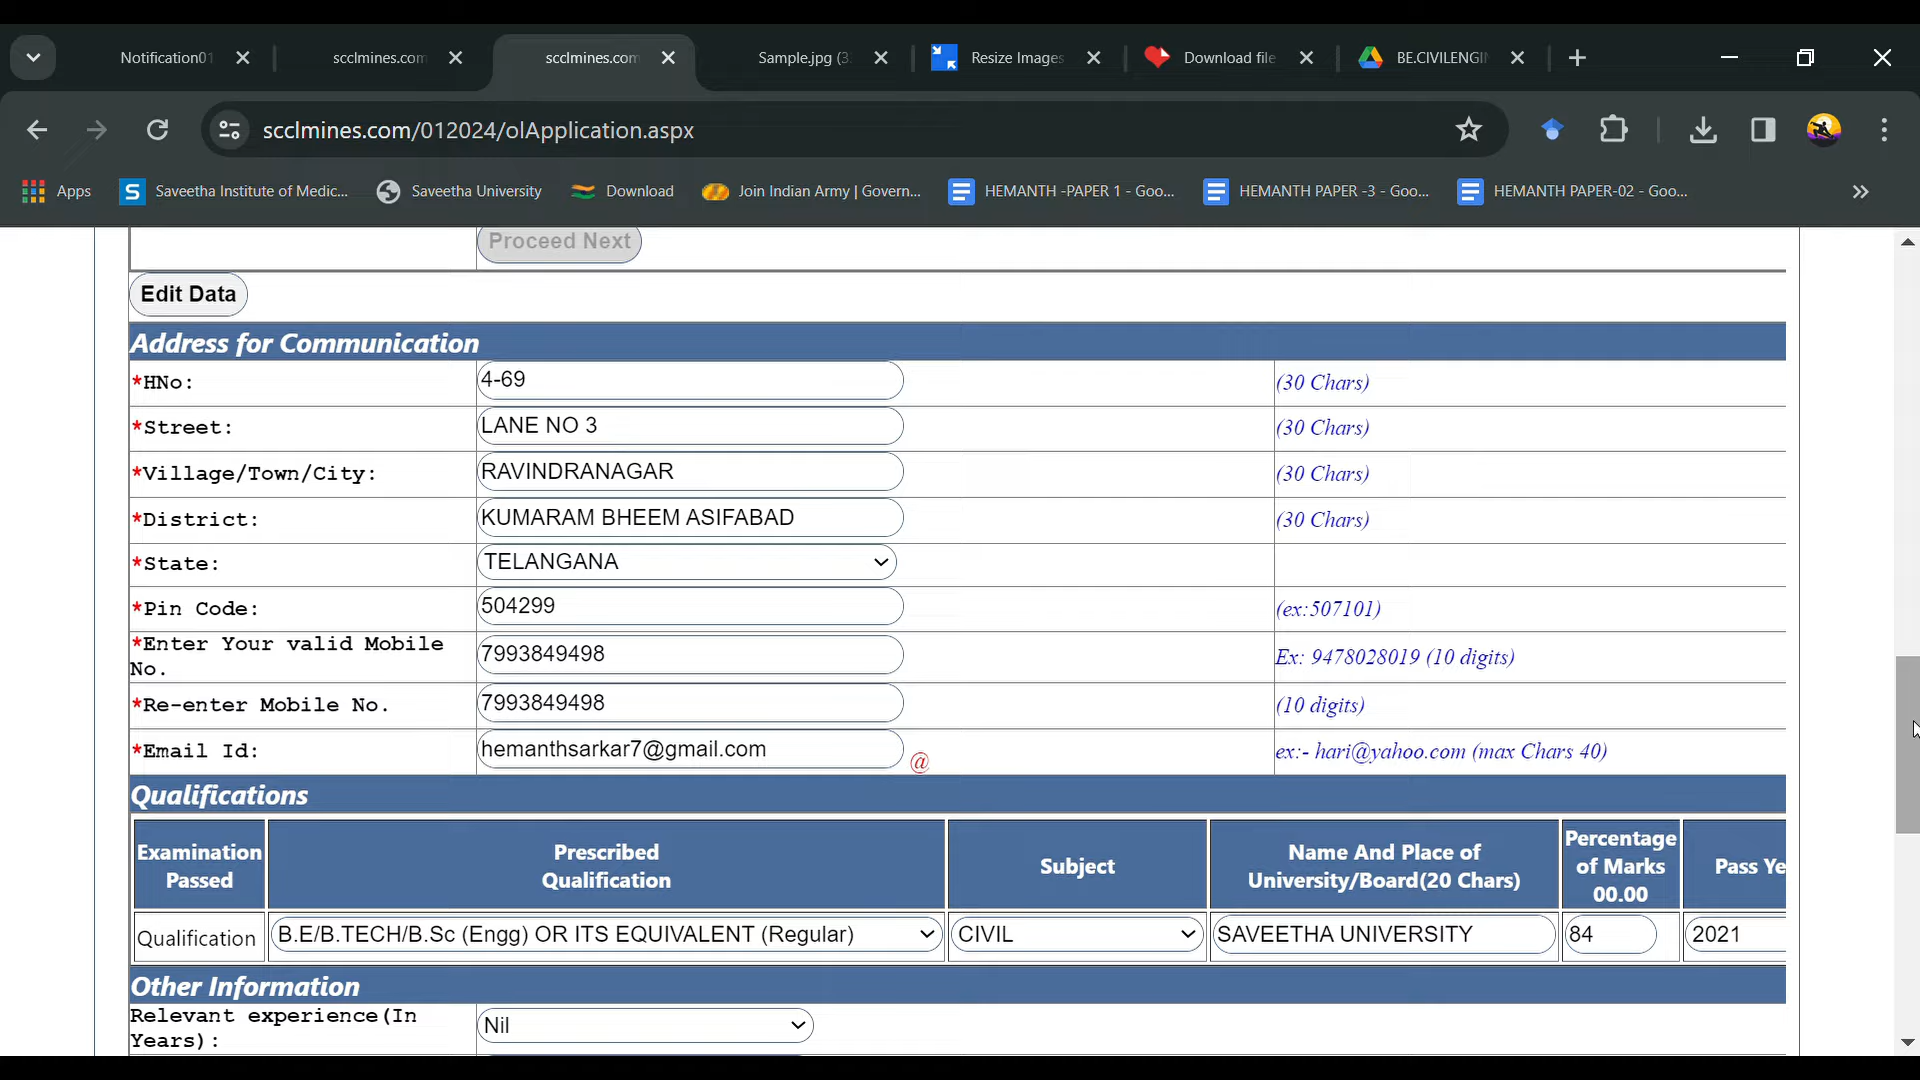 Notification01
scclmines.com
scclmines.com
Sample.jpg (3
Resize Images
Download file
BE.CIVILENGI
scclmines.com/012024/olApplication.aspx
Apps
Saveetha Institute of Medic...
Saveetha University
Download
Join Indian Army | Govern...
HEMANTH -PAPER 1 - Goo...
HEMANTH PAPER -3 - Goo...
HEMANTH PAPER-02 - Goo...
Proceed Next
Edit Data
Address for Communication
*HNo: 4-69 (30 Chars)
*Street: LANE NO 3 (30 Chars)
*Village/Town/City: RAVINDRANAGAR (30 Chars)
*District: KUMARAM BHEEM ASIFABAD (30 Chars)
*State: TELANGANA
*Pin Code: 504299 (ex:507101)
*Enter Your valid Mobile
No. 7993849498 Ex: 9478028019 (10 digits)
*Re-enter Mobile No. 7993849498 (10 digits)
*Email Id: hemanthsarkar7@gmail.com @ ex:- hari@yahoo.com (max Chars 40)
Qualifications
Examination
Passed
Prescribed
Qualification
Subject
Name And Place of
University/Board(20 Chars)
Percentage
of Marks
00.00
Pass Ye
Qualification B.E/B.TECH/B.Sc (Engg) OR ITS EQUIVALENT (Regular) CIVIL SAVEETHA UNIVERSITY 84 2021
Other Information
Relevant experience(In
Years): Nil